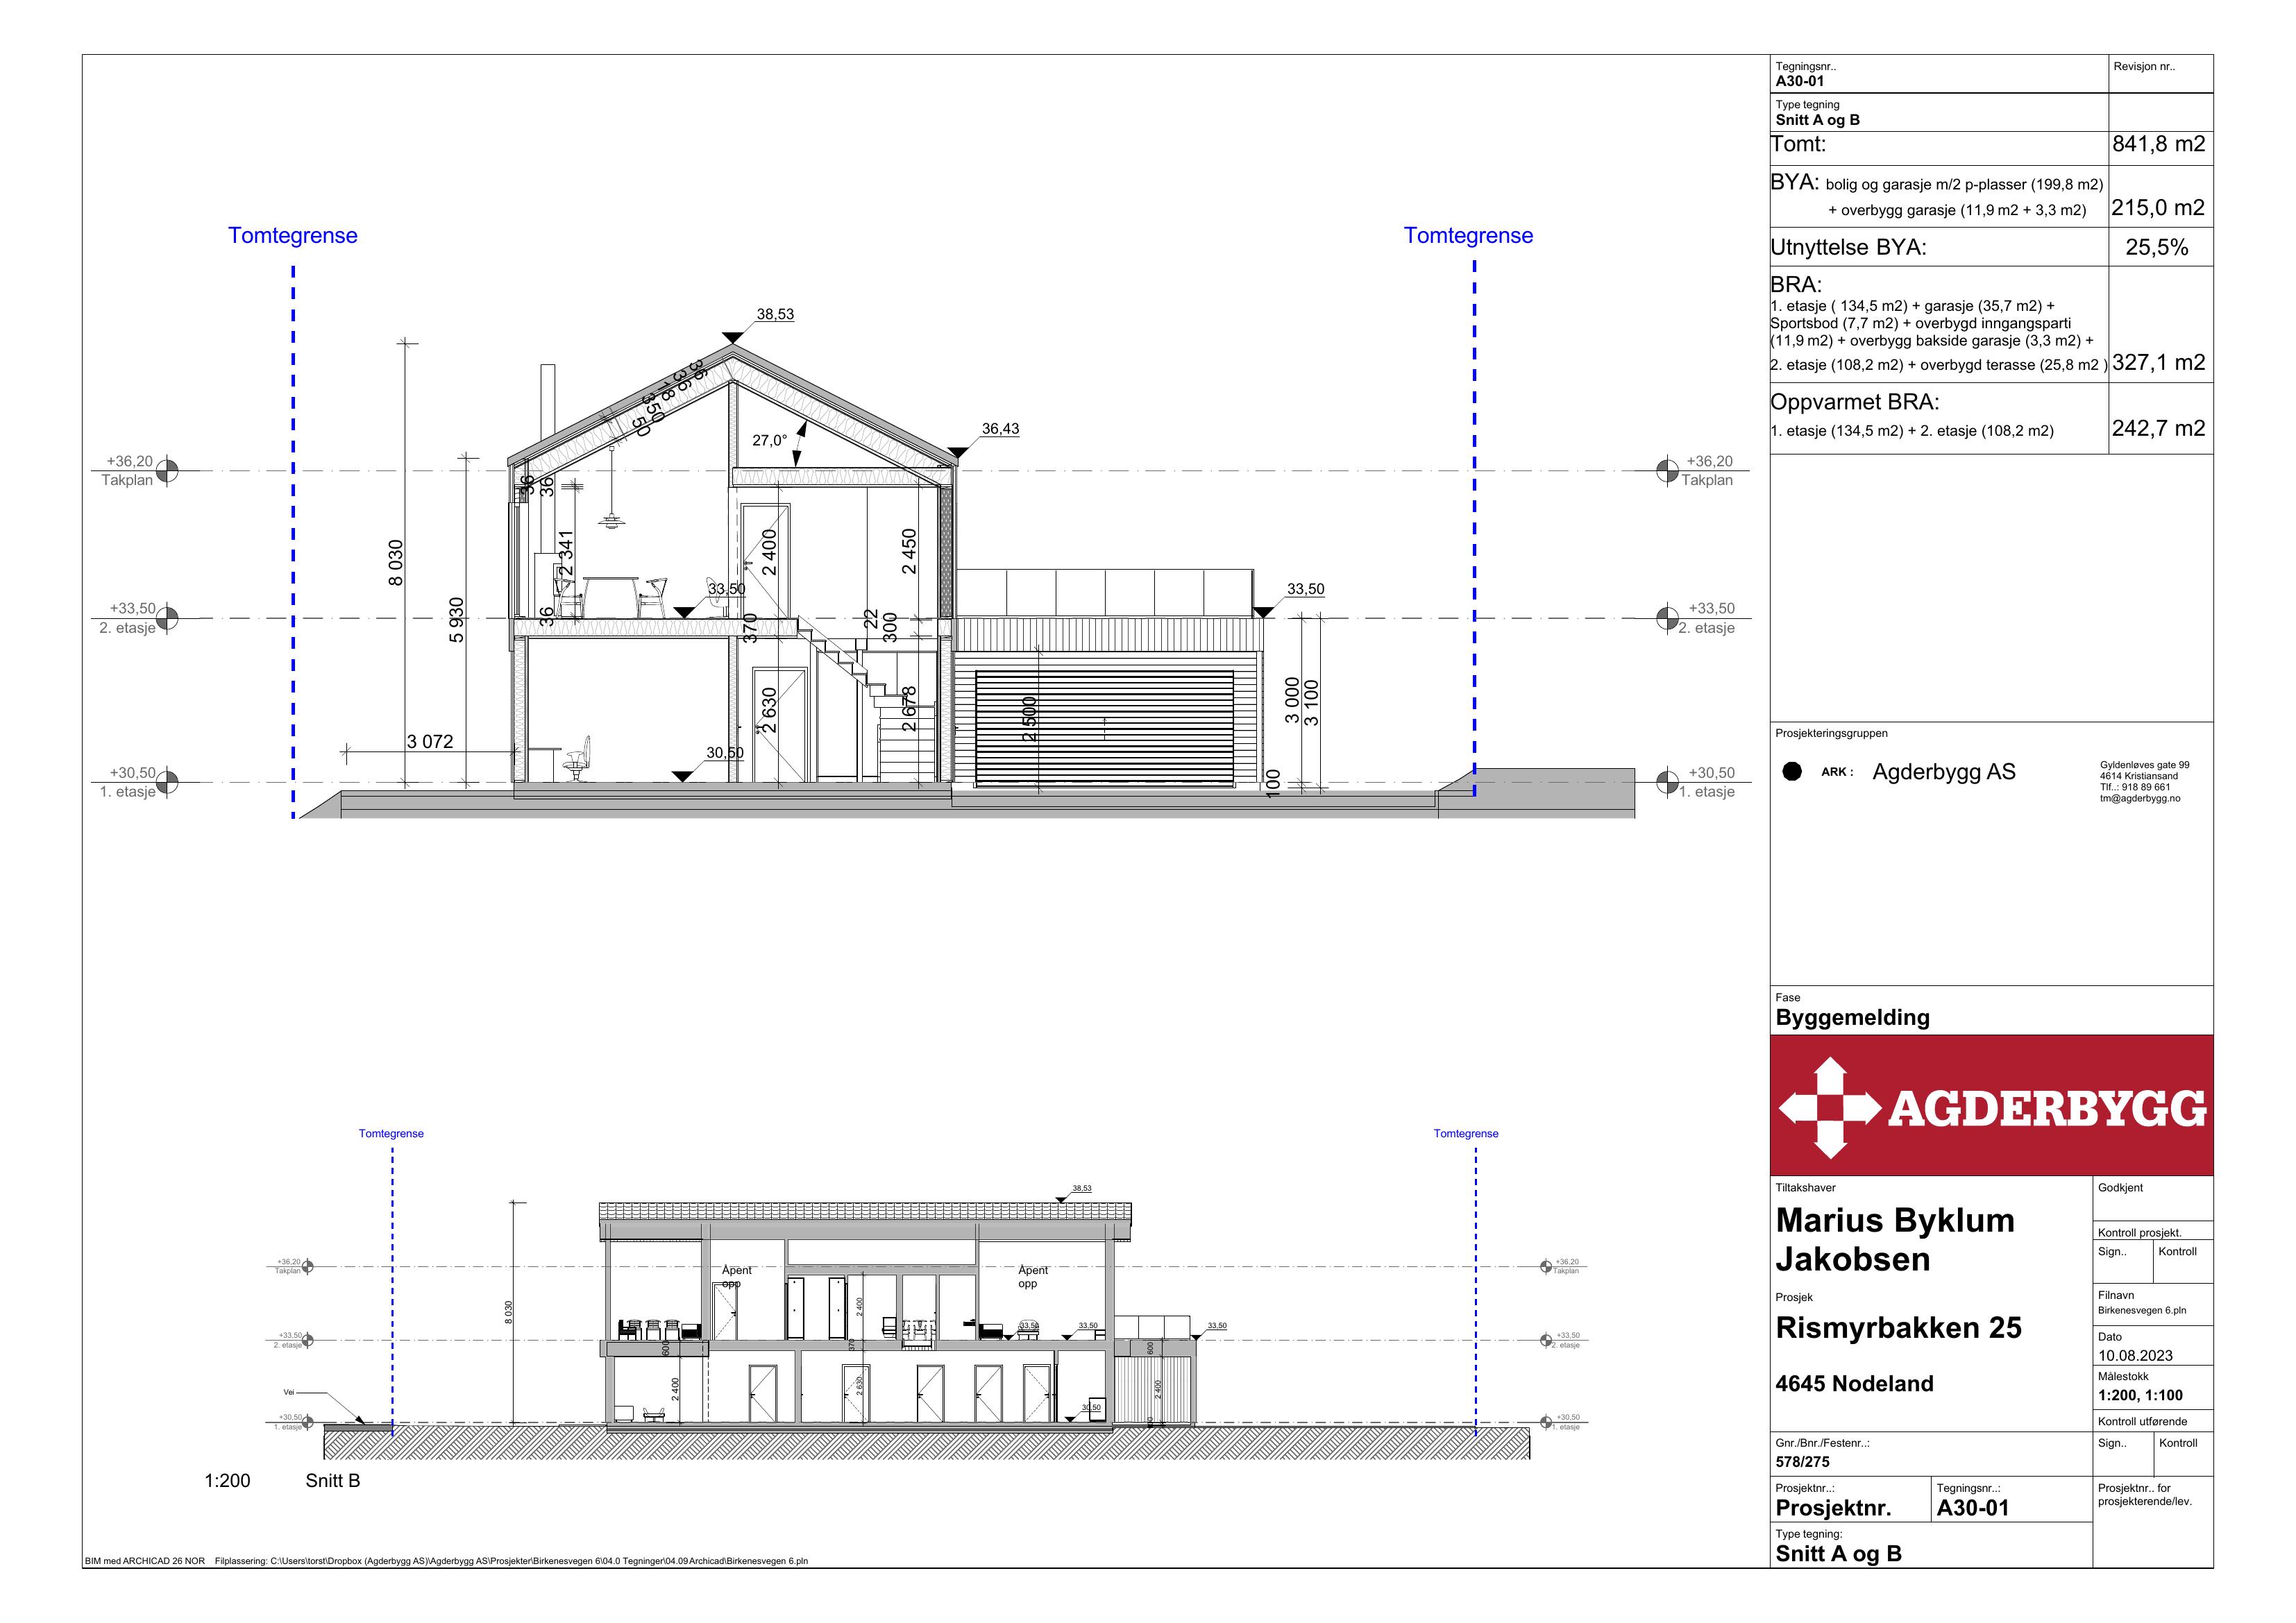 Tomtegrense
Tomtegrense
38,53
36,43
36
36
18
350
50
27,0°
+36,20
Takplan
+36,20
Takplan
36
36
8 030
5 930
2 341
2 400
2 450
33,50
33,50
+33,50
2. etasje
+33,50
2. etasje
36
370
22
300
2 630
2 678
2 500
3 000
3 100
3 072
30,50
100
+30,50
1. etasje
+30,50
1. etasje
Tomtegrense
Tomtegrense
38,53
+36,20
Takplan
+36,20
Takplan
Åpent
opp
Åpent
opp
8 030
2 400
33,50
33,50
33,50
+33,50
2. etasje
+33,50
2. etasje
600
370
600
2 400
2 630
2 400
Vei
30,50
+30,50
1. etasje
+30,50
1. etasje
1:200 Snitt B
BIM med ARCHICAD 26 NOR Filplassering: C:\Users\torst\Dropbox (Agderbygg AS)\Agderbygg AS\Prosjekter\Birkenesvegen 6\04.0 Tegninger\04.09 Archicad\Birkenesvegen 6.pln
Tegningsnr.. Revisjon nr..
A30-01
Type tegning
Snitt A og B
Tomt: 841,8 m2
BYA: bolig og garasje m/2 p-plasser (199,8 m2)
+ overbygg garasje (11,9 m2 + 3,3 m2) 215,0 m2
Utnyttelse BYA: 25,5%
BRA:
1. etasje ( 134,5 m2) + garasje (35,7 m2) +
Sportsbod (7,7 m2) + overbygd inngangsparti
(11,9 m2) + overbygg bakside garasje (3,3 m2) +
2. etasje (108,2 m2) + overbygd terasse (25,8 m2 ) 327,1 m2
Oppvarmet BRA:
1. etasje (134,5 m2) + 2. etasje (108,2 m2) 242,7 m2
Prosjekteringsgruppen
ARK : Agderbygg AS
Gyldenløves gate 99
4614 Kristiansand
Tlf..: 918 89 661
tm@agderbygg.no
Fase
Byggemelding
AGDERBYGG
Tiltakshaver
Marius Byklum
Jakobsen
Prosjek
Rismyrbakken 25
4645 Nodeland
Godkjent
Kontroll prosjekt.
Sign.. Kontroll
Filnavn
Birkenesvegen 6.pln
Dato
10.08.2023
Målestokk
1:200, 1:100
Kontroll utførende
Sign.. Kontroll
Gnr./Bnr./Festenr..:
578/275
Prosjektnr..: Tegningsnr..:
Prosjektnr. A30-01
Prosjektnr.. for
prosjekterende/lev.
Type tegning:
Snitt A og B